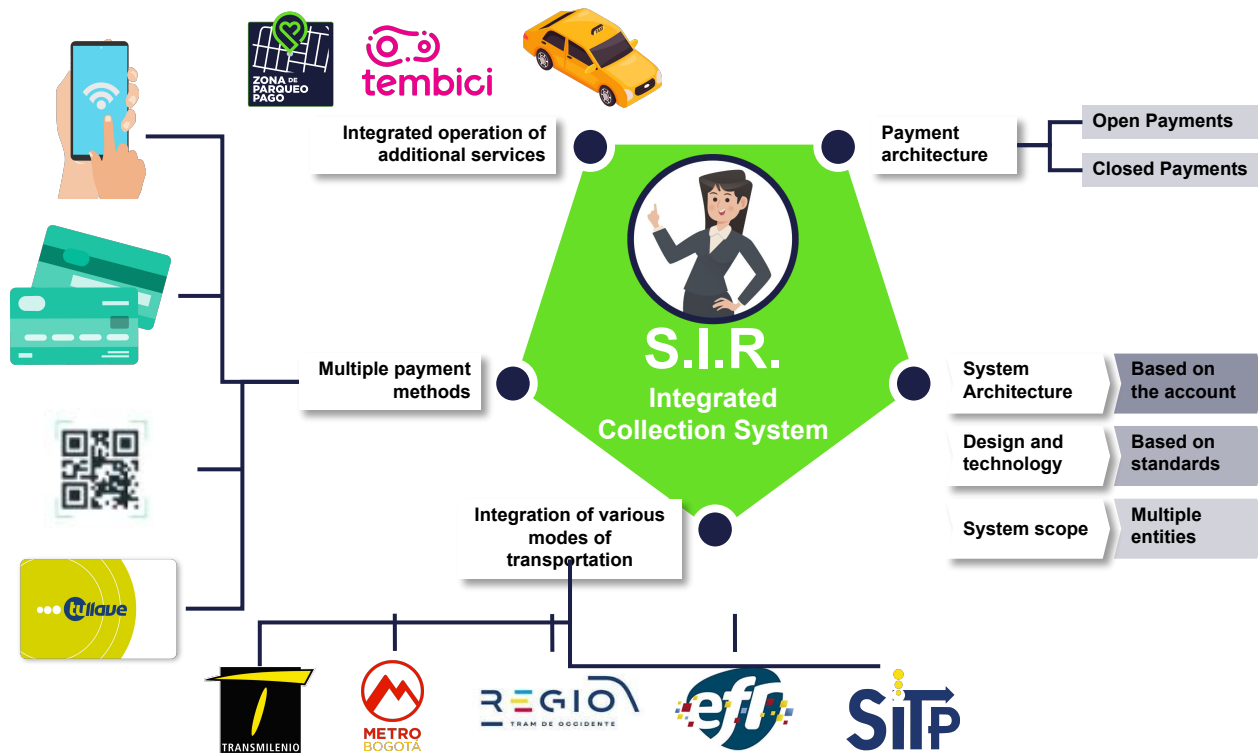 ZONA DE
PARQUEO
PAGO
tembici
TAXI
Integrated operation of
additional services
Payment
architecture
Open Payments
Closed Payments
S.I.R.
Integrated
Collection System
Multiple payment
methods
System
Architecture
Based on
the account
Design and
technology
Based on
standards
System scope
Multiple
entities
Integration of various
modes of
transportation
tullave
TRANSMILENIO
METRO
BOGOTÁ
REGIO
TRAM DE OCCIDENTE
efr
SiTP